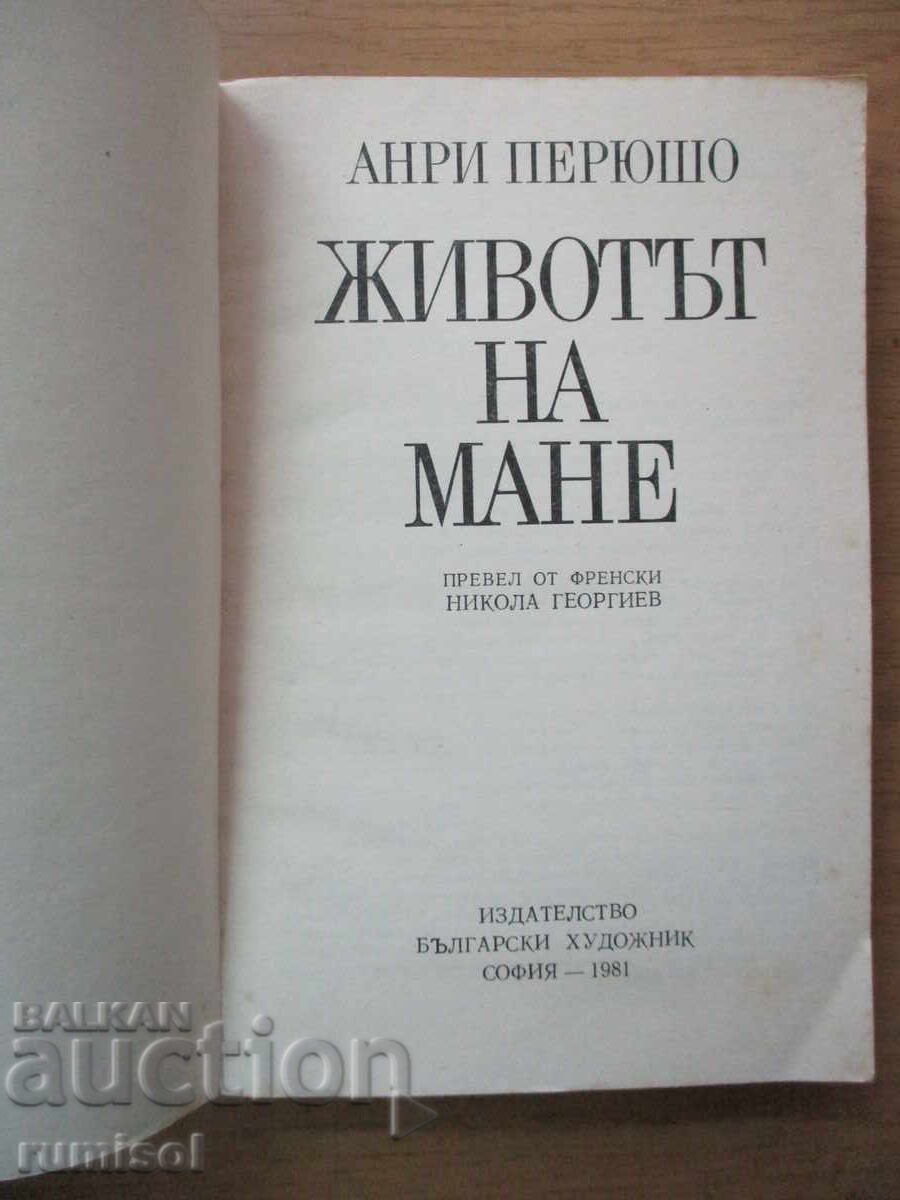 АНРИ ПЕРЮШО
ЖИВОТЪТ
НА
МАНЕ
ПРЕВЕЛ ОТ ФРЕНСКИ
НИКОЛА ГЕОРГИЕВ
ИЗДАТЕЛСТВО
БЪЛГАРСКИ ХУДОЖНИК
СОФИЯ — 1981
BALKAN
auction
rumisol